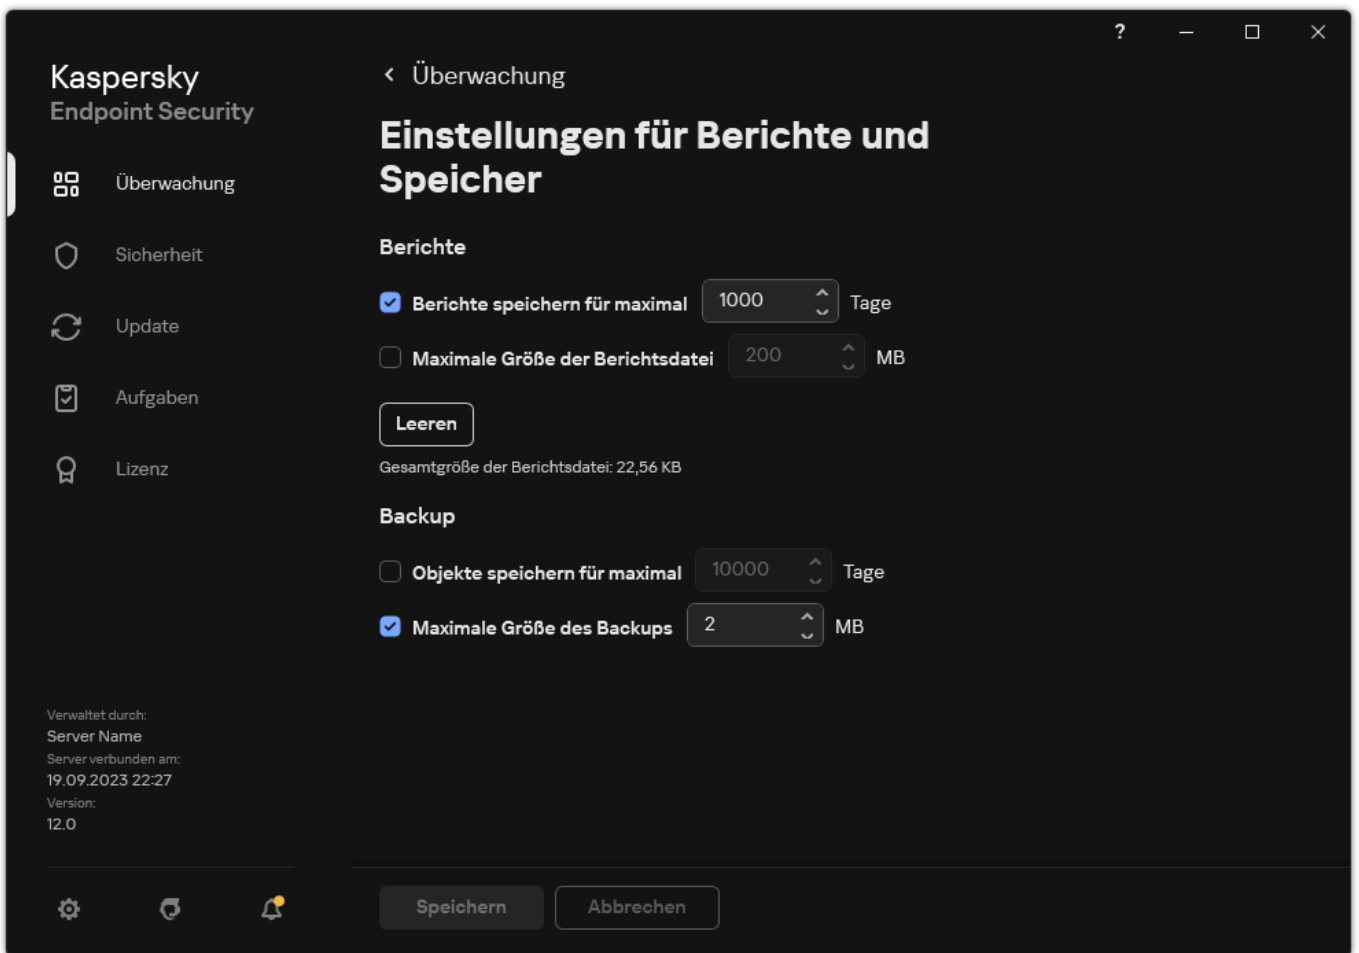 ?
Kaspersky
Endpoint Security
Überwachung
Sicherheit
Update
Aufgaben
Lizenz
Verwaltet durch:
Server Name
Server verbunden am:
19.09.2023 22:27
Version:
12.0
Überwachung
Einstellungen für Berichte und
Speicher
Berichte
Berichte speichern für maximal 1000 Tage
Maximale Größe der Berichtsdatei 200 MB
Leeren
Gesamtgröße der Berichtsdatei: 22,56 KB
Backup
Objekte speichern für maximal 10000 Tage
Maximale Größe des Backups 2 MB
Speichern Abbrechen